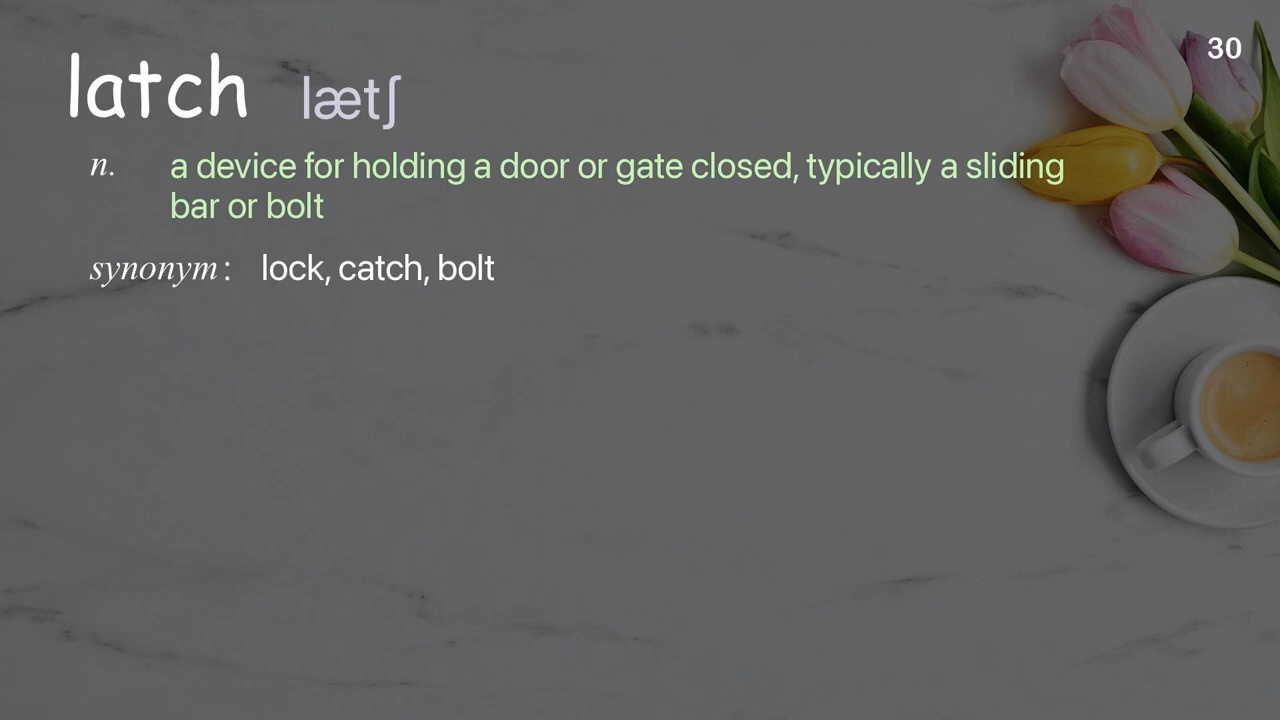 30
latch lætʃ
n. a device for holding a door or gate closed, typically a sliding
bar or bolt
synonym: lock, catch, bolt